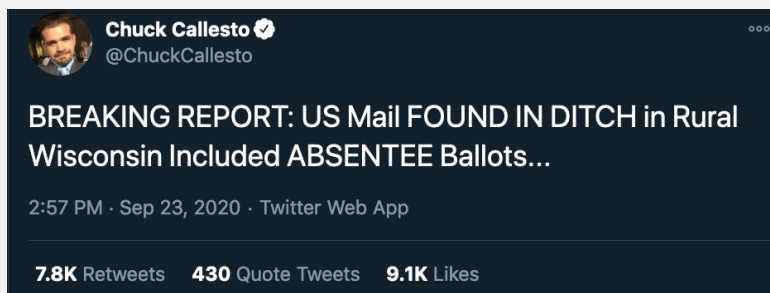 Chuck Callesto
@ChuckCallesto
BREAKING REPORT: US Mail FOUND IN DITCH in Rural
Wisconsin Included ABSENTEE Ballots...
2:57 PM · Sep 23, 2020 · Twitter Web App
7.8K Retweets 430 Quote Tweets 9.1K Likes